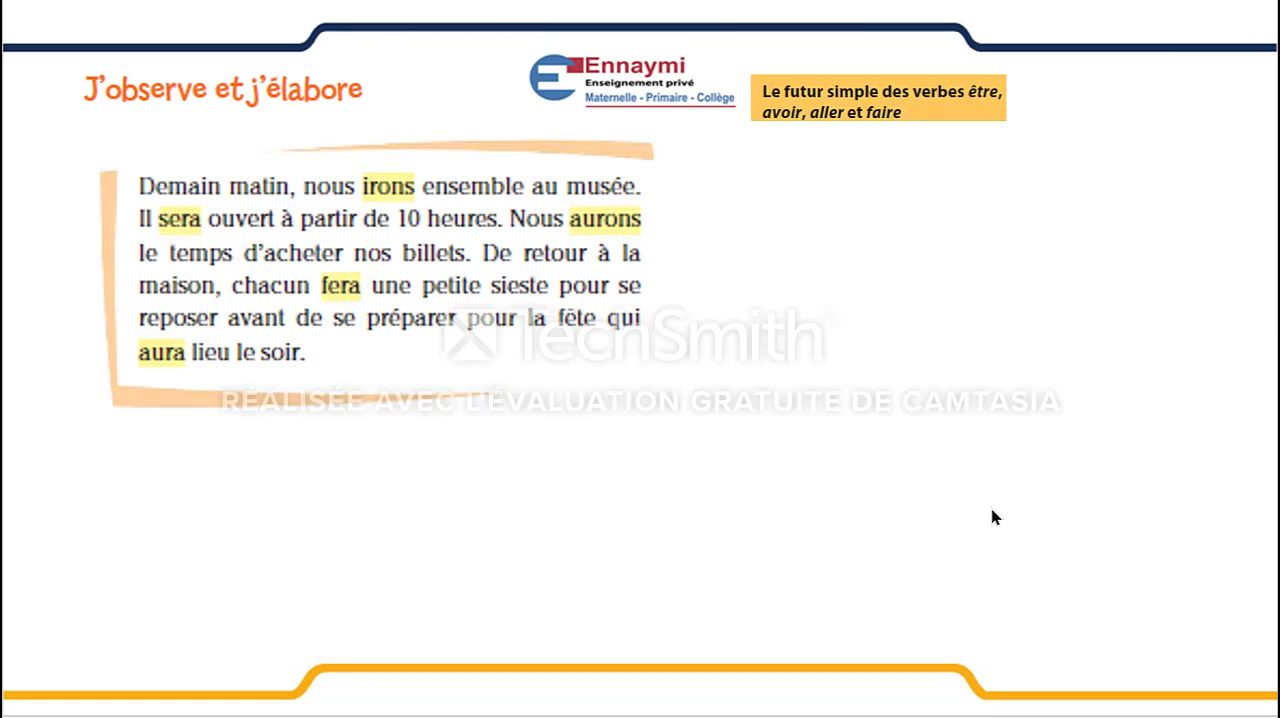 J'observe et j'élabore
Ennaymi
Enseignement privé
Maternelle - Primaire - Collège
Le futur simple des verbes être,
avoir, aller et faire
Demain matin, nous irons ensemble au musée.
Il sera ouvert à partir de 10 heures. Nous aurons
le temps d'acheter nos billets. De retour à la
maison, chacun fera une petite sieste pour se
reposer avant de se préparer pour la fête qui
aura lieu le soir.
TechSmith
RÉALISÉE AVEC L'ÉVALUATION GRATUITE DE CAMTASIA